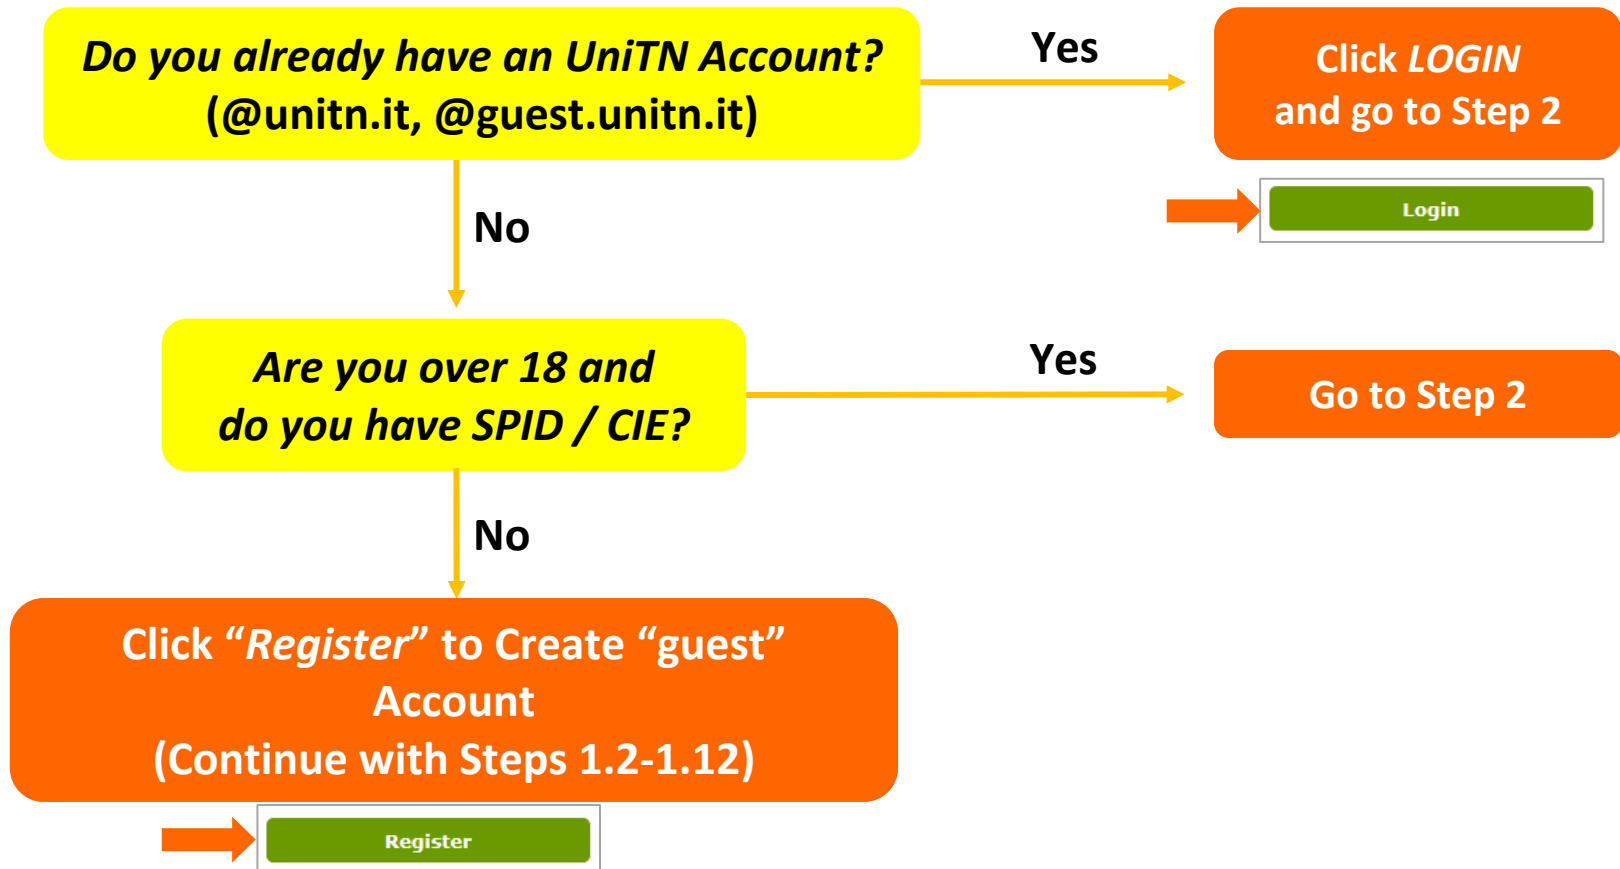 Do you already have an UniTN Account?
(@unitn.it, @guest.unitn.it)
Yes
Click LOGIN
and go to Step 2
Login
No
Are you over 18 and
do you have SPID / CIE?
Yes
Go to Step 2
No
Click “Register” to Create “guest”
Account
(Continue with Steps 1.2-1.12)
Register